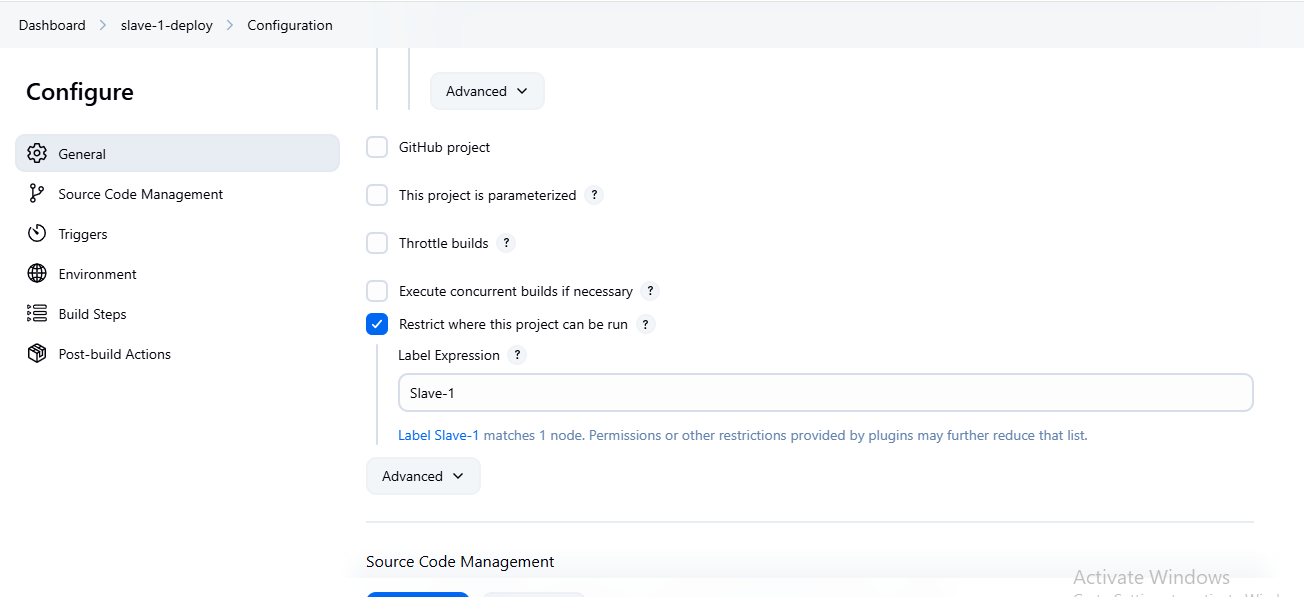 Dashboard > slave-1-deploy > Configuration
Configure
General
Source Code Management
Triggers
Environment
Build Steps
Post-build Actions
Advanced
GitHub project
This project is parameterized ?
Throttle builds ?
Execute concurrent builds if necessary ?
Restrict where this project can be run ?
Label Expression ?
Slave-1
Label Slave-1 matches 1 node. Permissions or other restrictions provided by plugins may further reduce that list.
Advanced
Source Code Management
Activate Windows